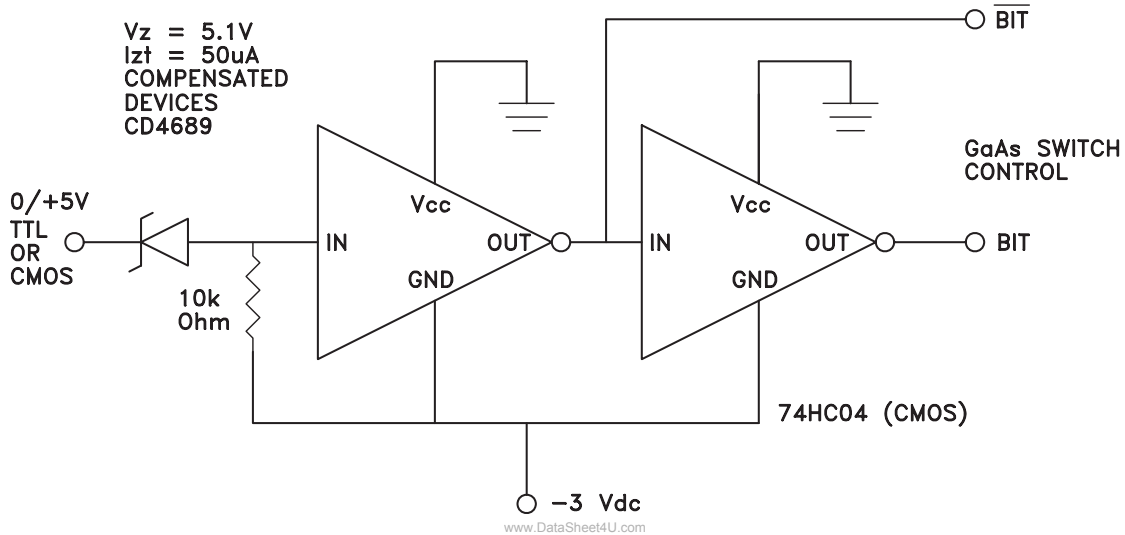 Vz = 5.1V
Izt = 50uA
COMPENSATED
DEVICES
CD4689
BIT
GaAs SWITCH
CONTROL
0/+5V
TTL
OR
CMOS
Vcc
Vcc
IN
OUT
IN
OUT
BIT
GND
GND
10k
Ohm
74HC04 (CMOS)
-3 Vdc
www.DataSheet4U.com